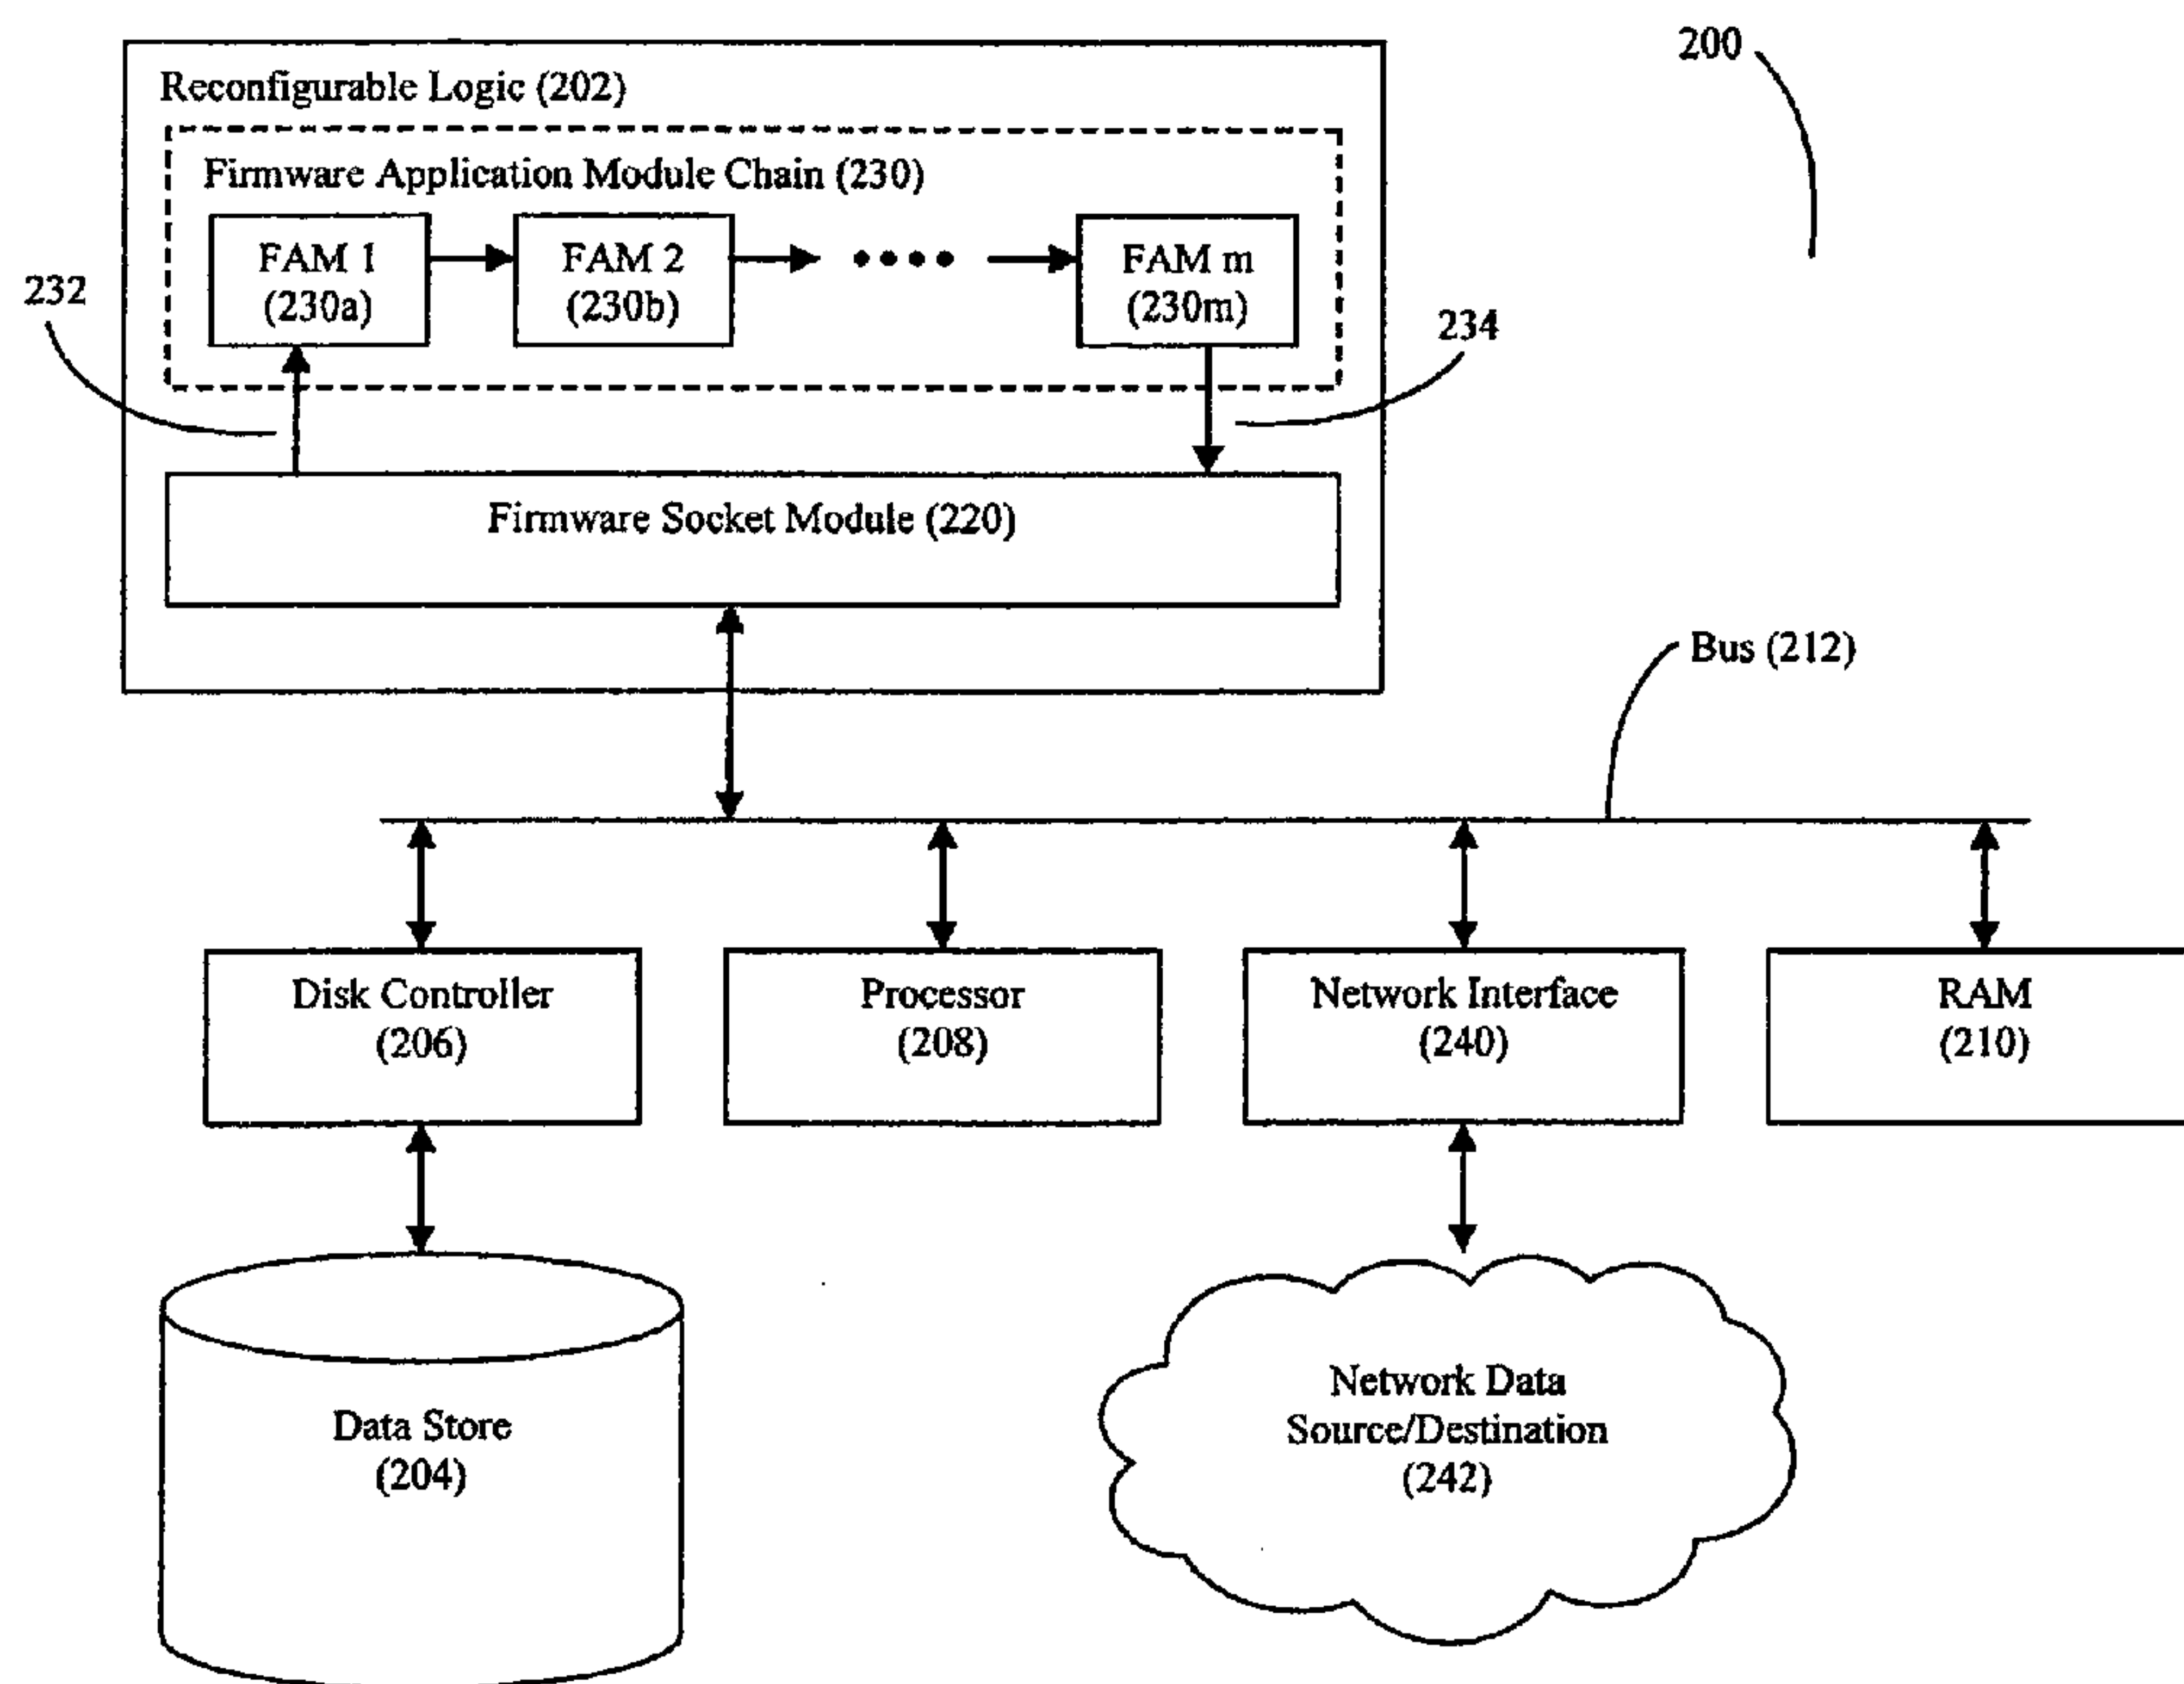 200
Reconfigurable Logic (202)
Firmware Application Module Chain (230)
FAM 1
(230a)
FAM 2
(230b)
FAM m
(230m)
232
234
Firmware Socket Module (220)
Bus (212)
Disk Controller
(206)
Processor
(208)
Network Interface
(240)
RAM
(210)
Data Store
(204)
Network Data
Source/Destination
(242)